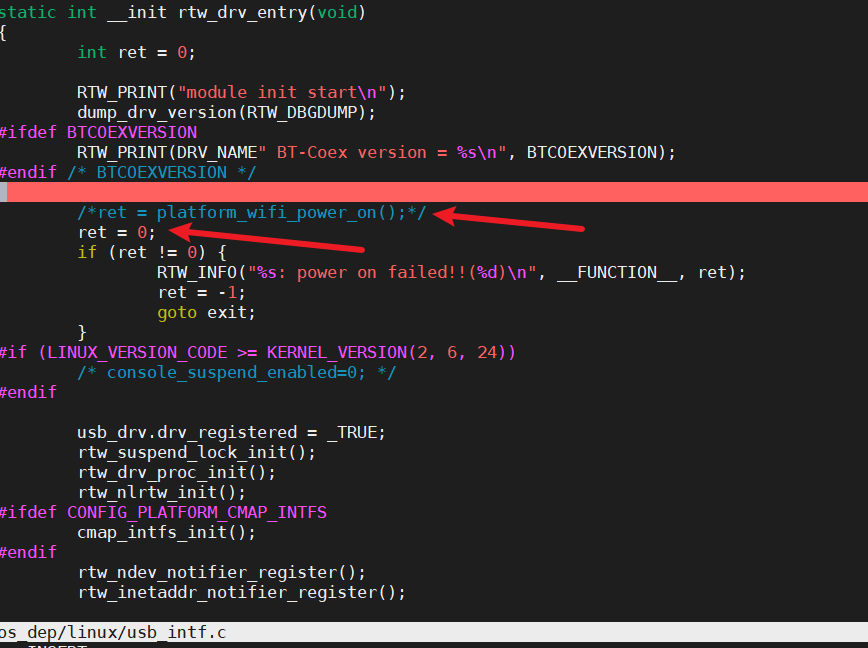 static int __init rtw_drv_entry(void)
{
int ret = 0;
RTW_PRINT("module init start\n");
dump_drv_version(RTW_DBGDUMP);
#ifdef BTCOEXVERSION
RTW_PRINT(DRV_NAME" BT-Coex version = %s\n", BTCOEXVERSION);
#endif /* BTCOEXVERSION */
/*ret = platform_wifi_power_on();*/
ret = 0;
if (ret != 0) {
RTW_INFO("%s: power on failed!!(%d)\n", __FUNCTION__, ret);
ret = -1;
goto exit;
}
#if (LINUX_VERSION_CODE >= KERNEL_VERSION(2, 6, 24))
/* console_suspend_enabled=0; */
#endif
usb_drv.drv_registered = _TRUE;
rtw_suspend_lock_init();
rtw_drv_proc_init();
rtw_nlrtw_init();
#ifdef CONFIG_PLATFORM_CMAP_INTFS
cmap_intfs_init();
#endif
rtw_ndev_notifier_register();
rtw_inetaddr_notifier_register();
os_dep/linux/usb_intf.c
-- INSERT